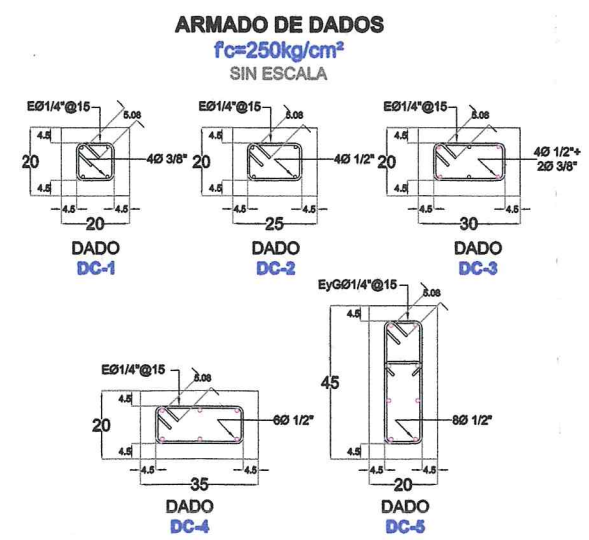 ARMADO DE DADOS
f'c=250kg/cm²
SIN ESCALA
EØ1/4"@15
5.08
4.5
20
4.5
4Ø 3/8"
4.5
4.5
20
DADO
DC-1
EØ1/4"@15
5.08
4.5
20
4.5
4Ø 1/2"
4.5
4.5
25
DADO
DC-2
EØ1/4"@15
5.08
4.5
20
4.5
4Ø 1/2"+
2Ø 3/8"
4.5
4.5
30
DADO
DC-3
EØ1/4"@15
5.08
4.5
20
4.5
6Ø 1/2"
4.5
4.5
35
DADO
DC-4
EyGØ1/4"@15
5.08
4.5
45
4.5
8Ø 1/2"
4.5
4.5
20
DADO
DC-5